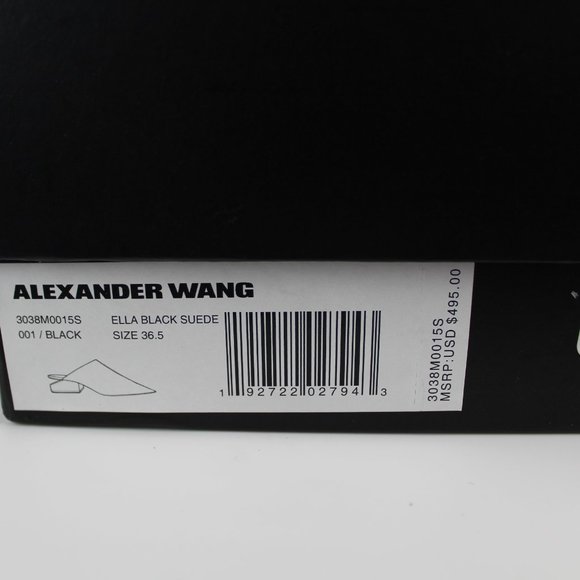 ALEXANDER WANG
3038M0015S ELLA BLACK SUEDE
001 / BLACK SIZE 36.5
1 92722 02794 3
3038M0015S
MSRP:USD $495.00